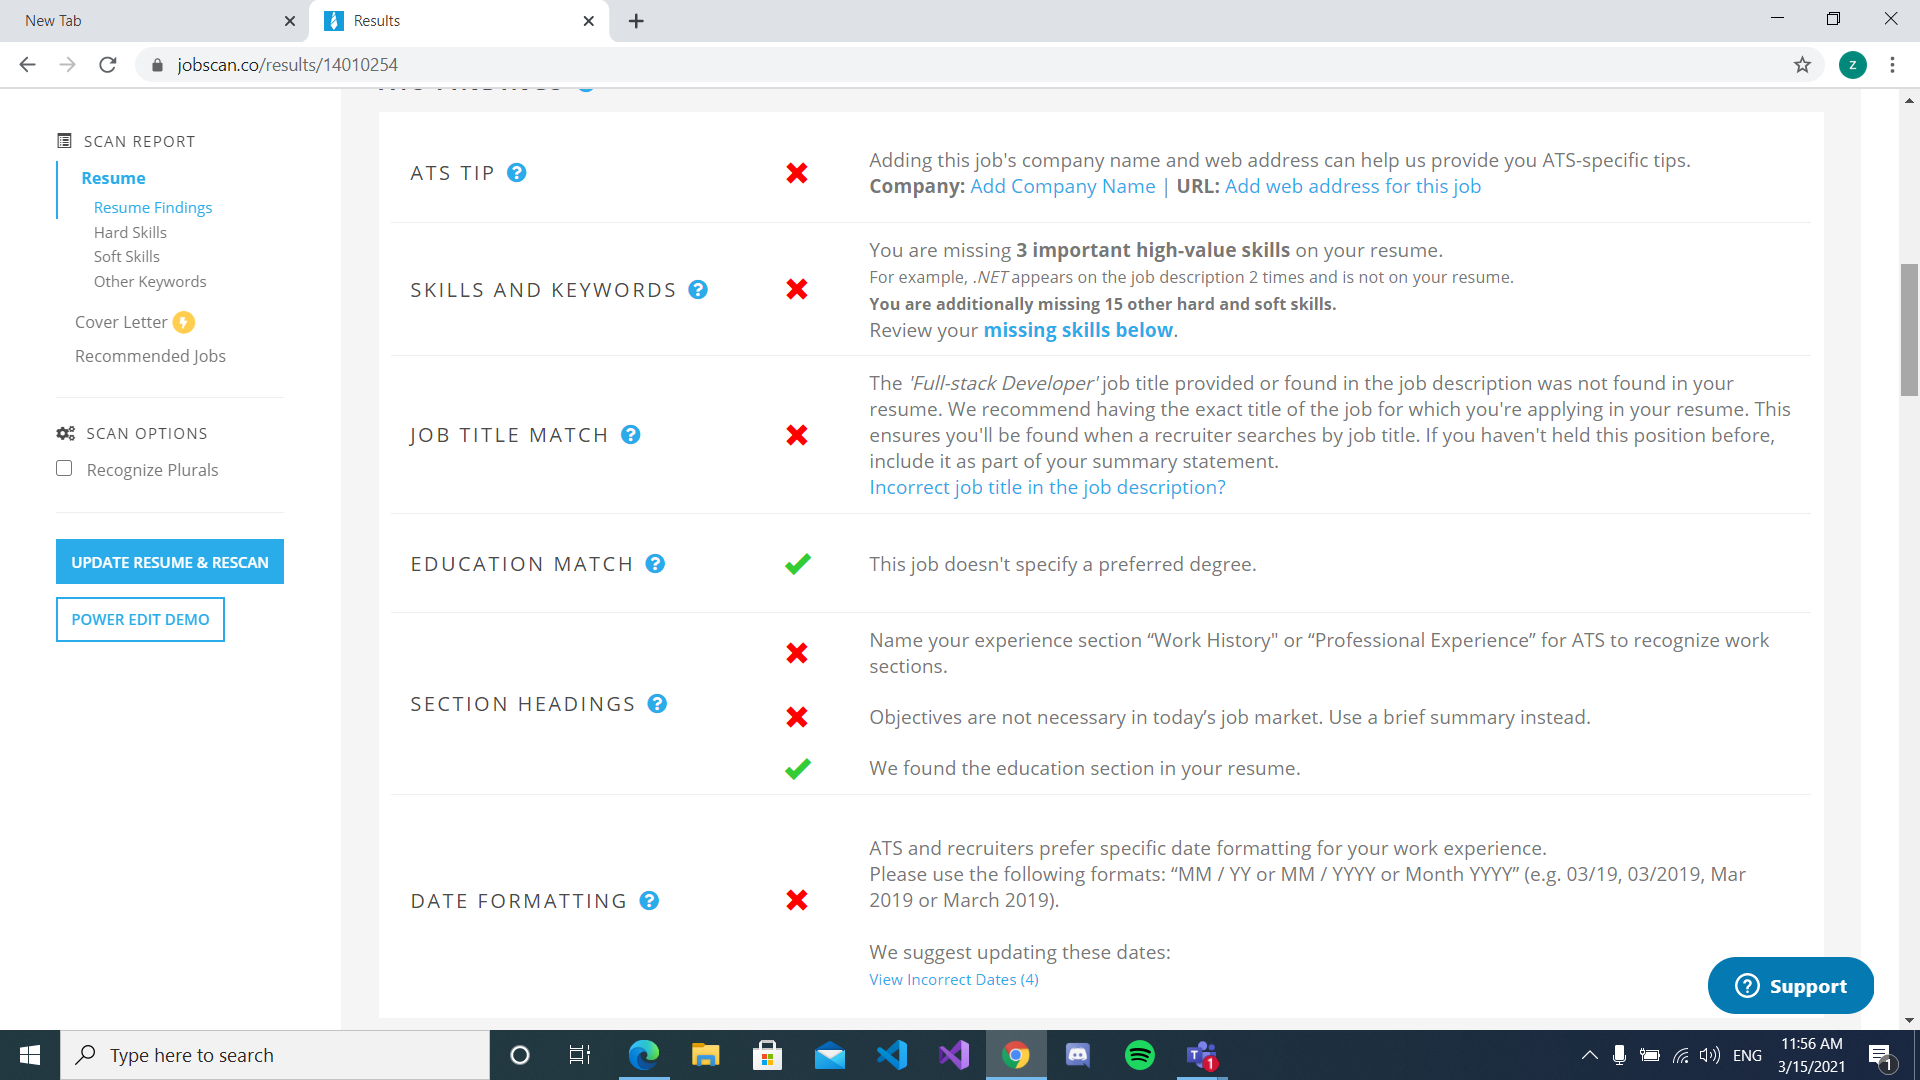 New Tab
Results
jobscan.co/results/14010254
SCAN REPORT
Resume
Resume Findings
Hard Skills
Soft Skills
Other Keywords
Cover Letter
Recommended Jobs
SCAN OPTIONS
Recognize Plurals
UPDATE RESUME & RESCAN
POWER EDIT DEMO
ATS TIP
Adding this job's company name and web address can help us provide you ATS-specific tips.
Company: Add Company Name | URL: Add web address for this job
SKILLS AND KEYWORDS
You are missing 3 important high-value skills on your resume.
For example, .NET appears on the job description 2 times and is not on your resume.
You are additionally missing 15 other hard and soft skills.
Review your missing skills below.
JOB TITLE MATCH
The 'Full-stack Developer' job title provided or found in the job description was not found in your
resume. We recommend having the exact title of the job for which you're applying in your resume. This
ensures you'll be found when a recruiter searches by job title. If you haven't held this position before,
include it as part of your summary statement.
Incorrect job title in the job description?
EDUCATION MATCH
This job doesn't specify a preferred degree.
SECTION HEADINGS
Name your experience section “Work History" or “Professional Experience” for ATS to recognize work
sections.
Objectives are not necessary in today’s job market. Use a brief summary instead.
We found the education section in your resume.
DATE FORMATTING
ATS and recruiters prefer specific date formatting for your work experience.
Please use the following formats: “MM / YY or MM / YYYY or Month YYYY” (e.g. 03/19, 03/2019, Mar
2019 or March 2019).
We suggest updating these dates:
View Incorrect Dates (4)
Support
Type here to search
ENG
11:56 AM
3/15/2021